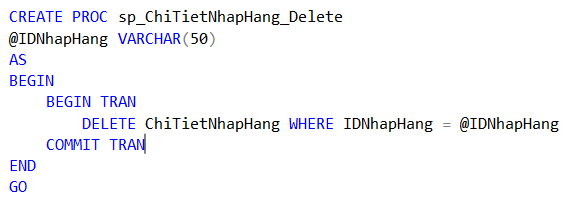 CREATE PROC sp_ChiTietNhapHang_Delete
@IDNhapHang VARCHAR(50)
AS
BEGIN
    BEGIN TRAN
        DELETE ChiTietNhapHang WHERE IDNhapHang = @IDNhapHang
    COMMIT TRAN
END
GO